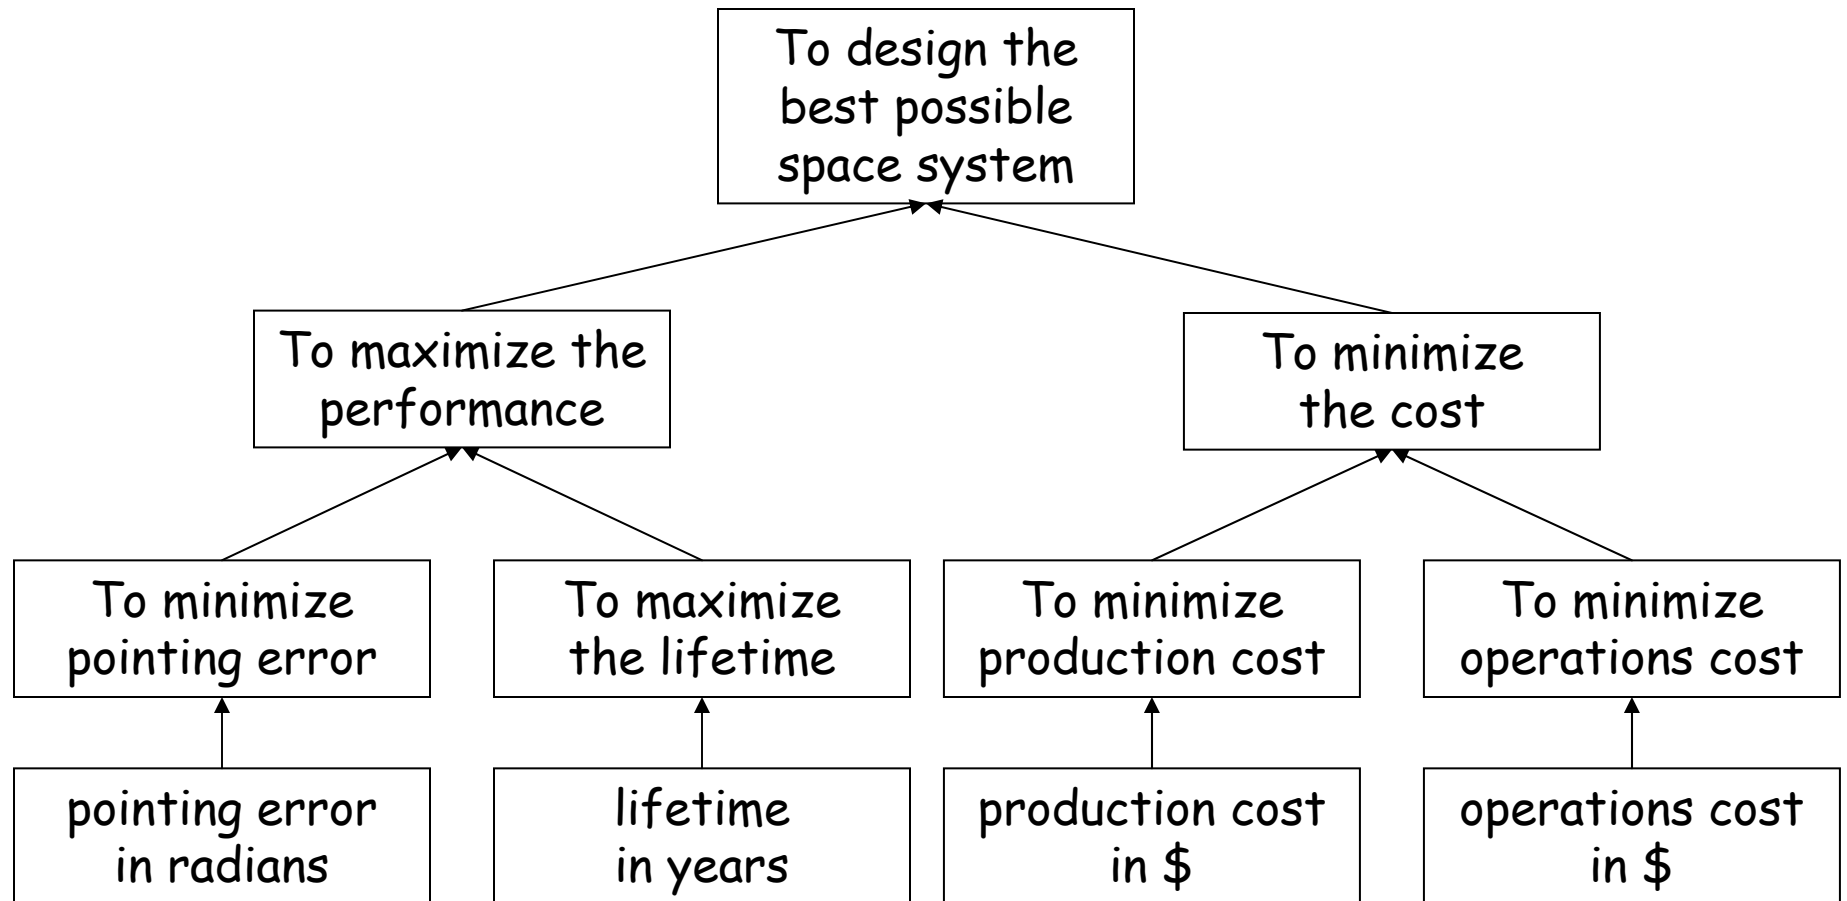 To design the
best possible
space system
To maximize the
performance
To minimize
the cost
To minimize
pointing error
To maximize
the lifetime
To minimize
production cost
To minimize
operations cost
pointing error
in radians
lifetime
in years
production cost
in $
operations cost
in $